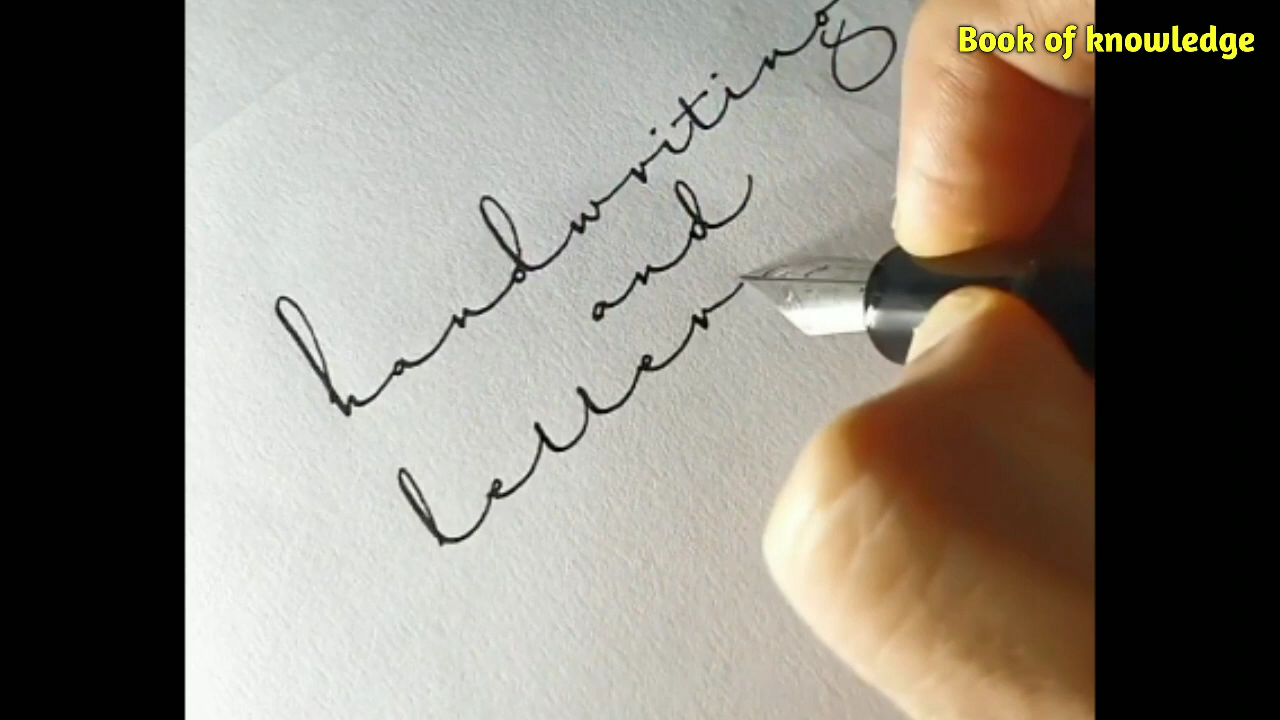 Book of knowledge
handwriting
and
letter